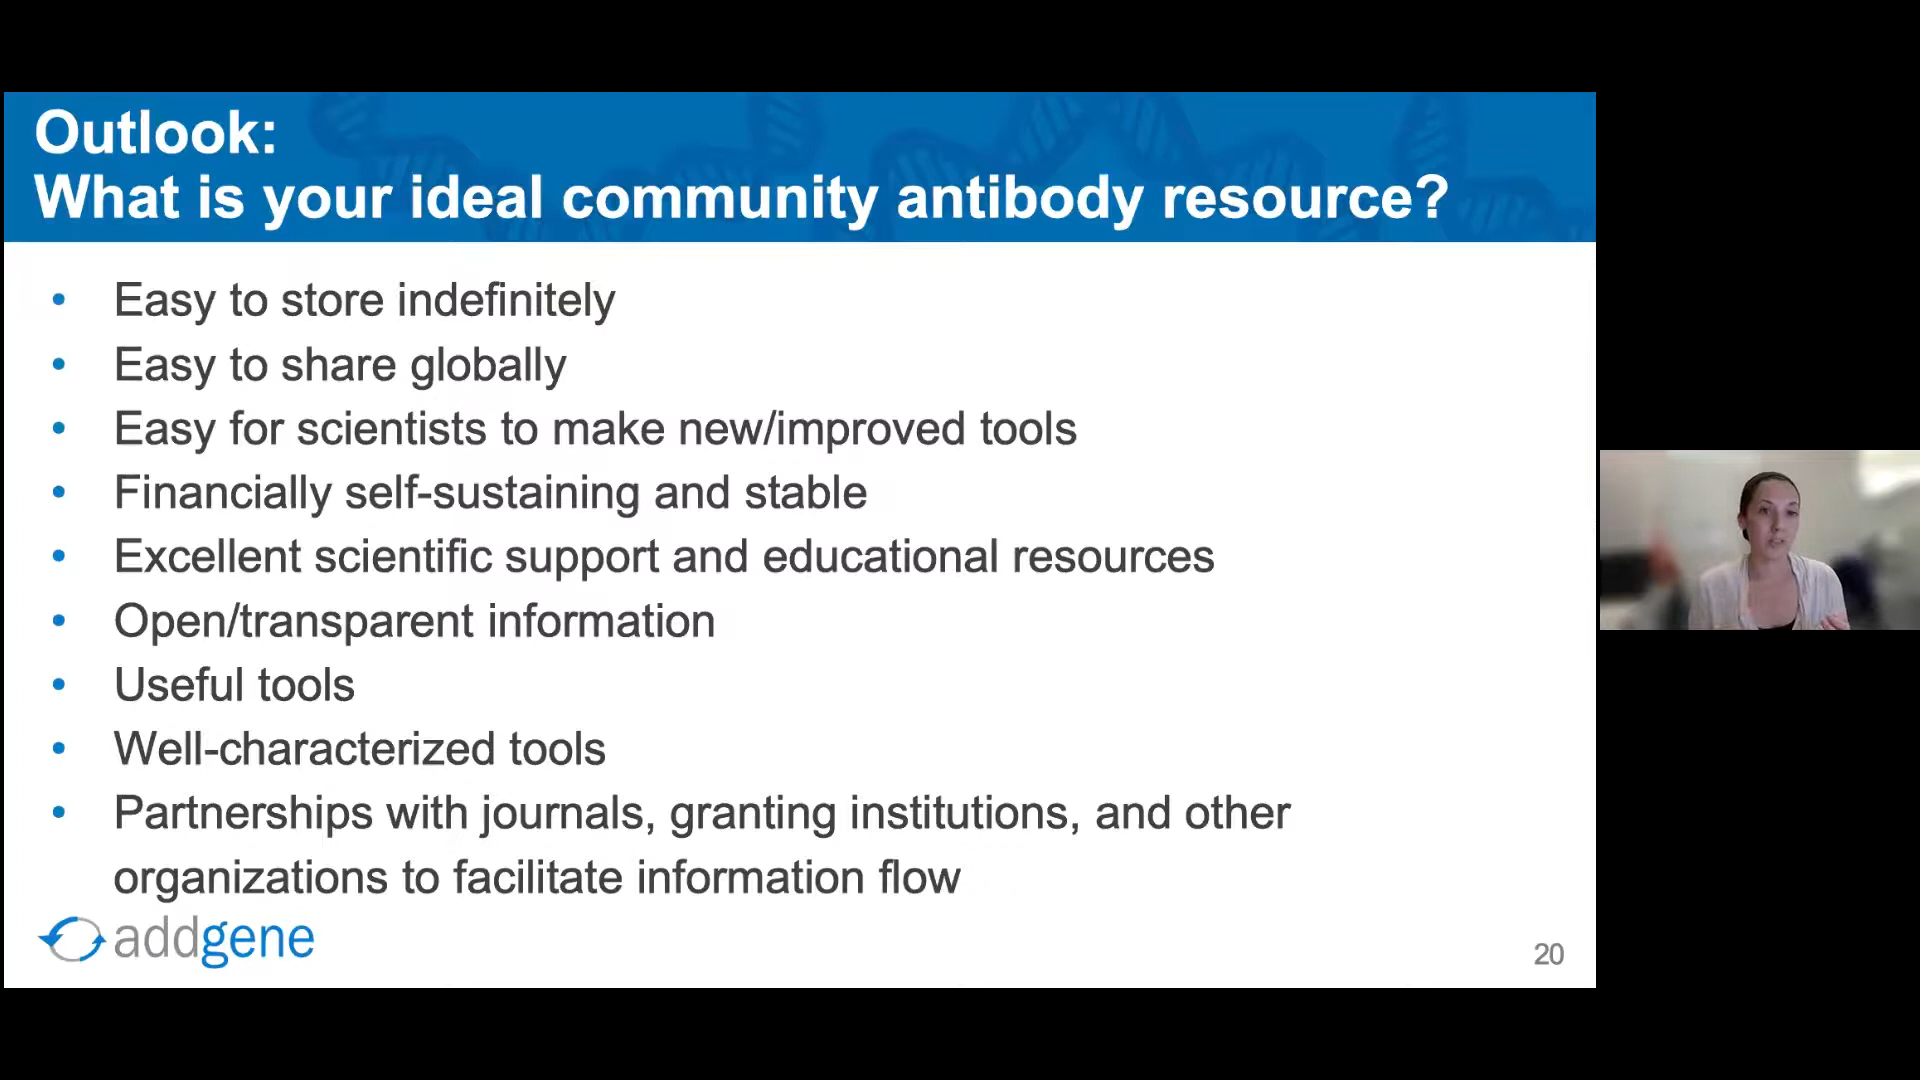 Outlook:
What is your ideal community antibody resource?
• Easy to store indefinitely
• Easy to share globally
• Easy for scientists to make new/improved tools
• Financially self-sustaining and stable
• Excellent scientific support and educational resources
• Open/transparent information
• Useful tools
• Well-characterized tools
• Partnerships with journals, granting institutions, and other
organizations to facilitate information flow
addgene
20